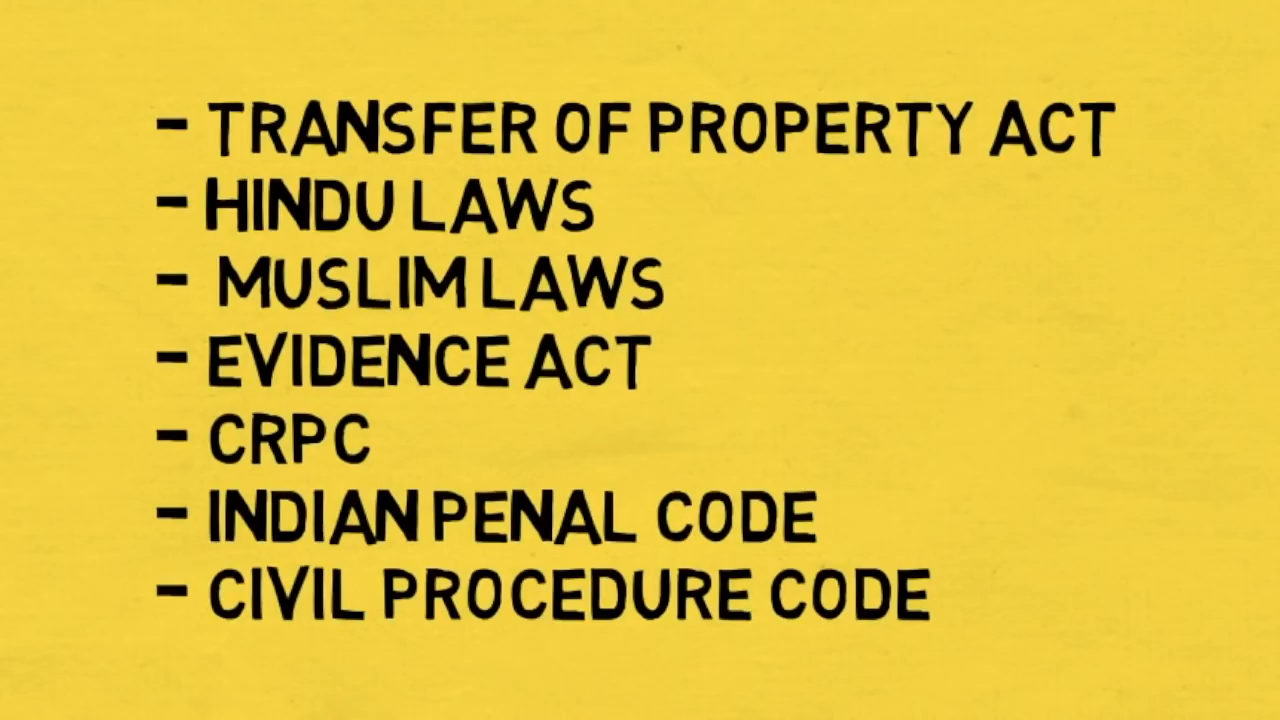 - TRANSFER OF PROPERTY ACT
- HINDU LAWS
- MUSLIM LAWS
- EVIDENCE ACT
- CRPC
- INDIAN PENAL CODE
- CIVIL PROCEDURE CODE